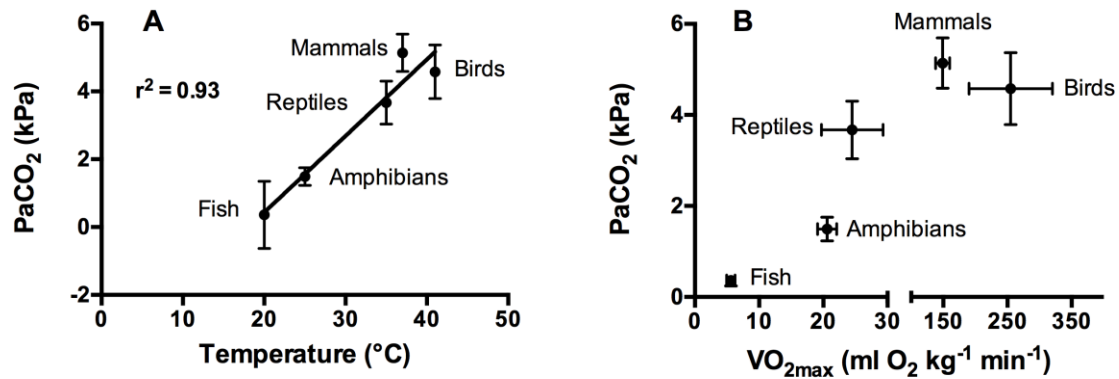 A
r² = 0.93
Mammals
Birds
Reptiles
Amphibians
Fish
PaCO₂ (kPa)
6
4
2
0
-2
0 10 20 30 40 50
Temperature (°C)
B
Mammals
Birds
Reptiles
Amphibians
Fish
PaCO₂ (kPa)
6
4
2
0
0 10 20 30 150 250 350
VO₂max (ml O₂ kg⁻¹ min⁻¹)